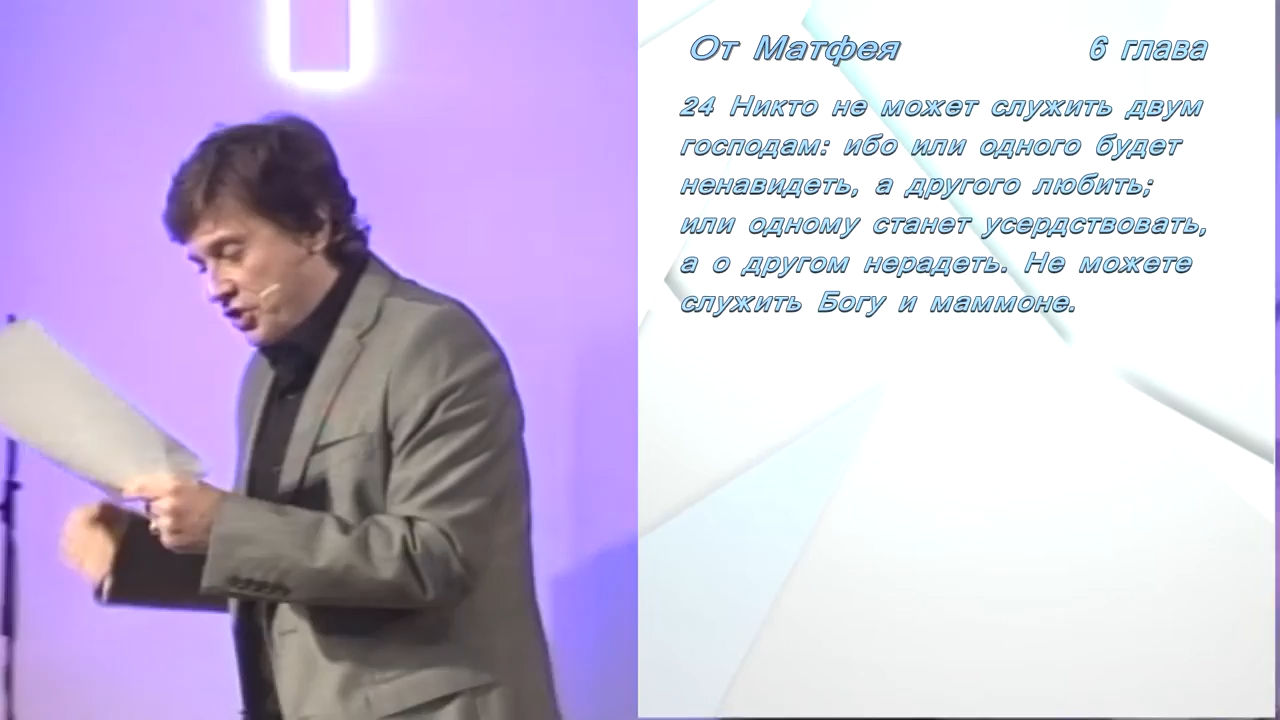 От Матфея 6 глава
24 Никто не может служить двум
господам: ибо или одного будет
ненавидеть, а другого любить;
или одному станет усердствовать,
а о другом нерадеть. Не можете
служить Богу и маммоне.